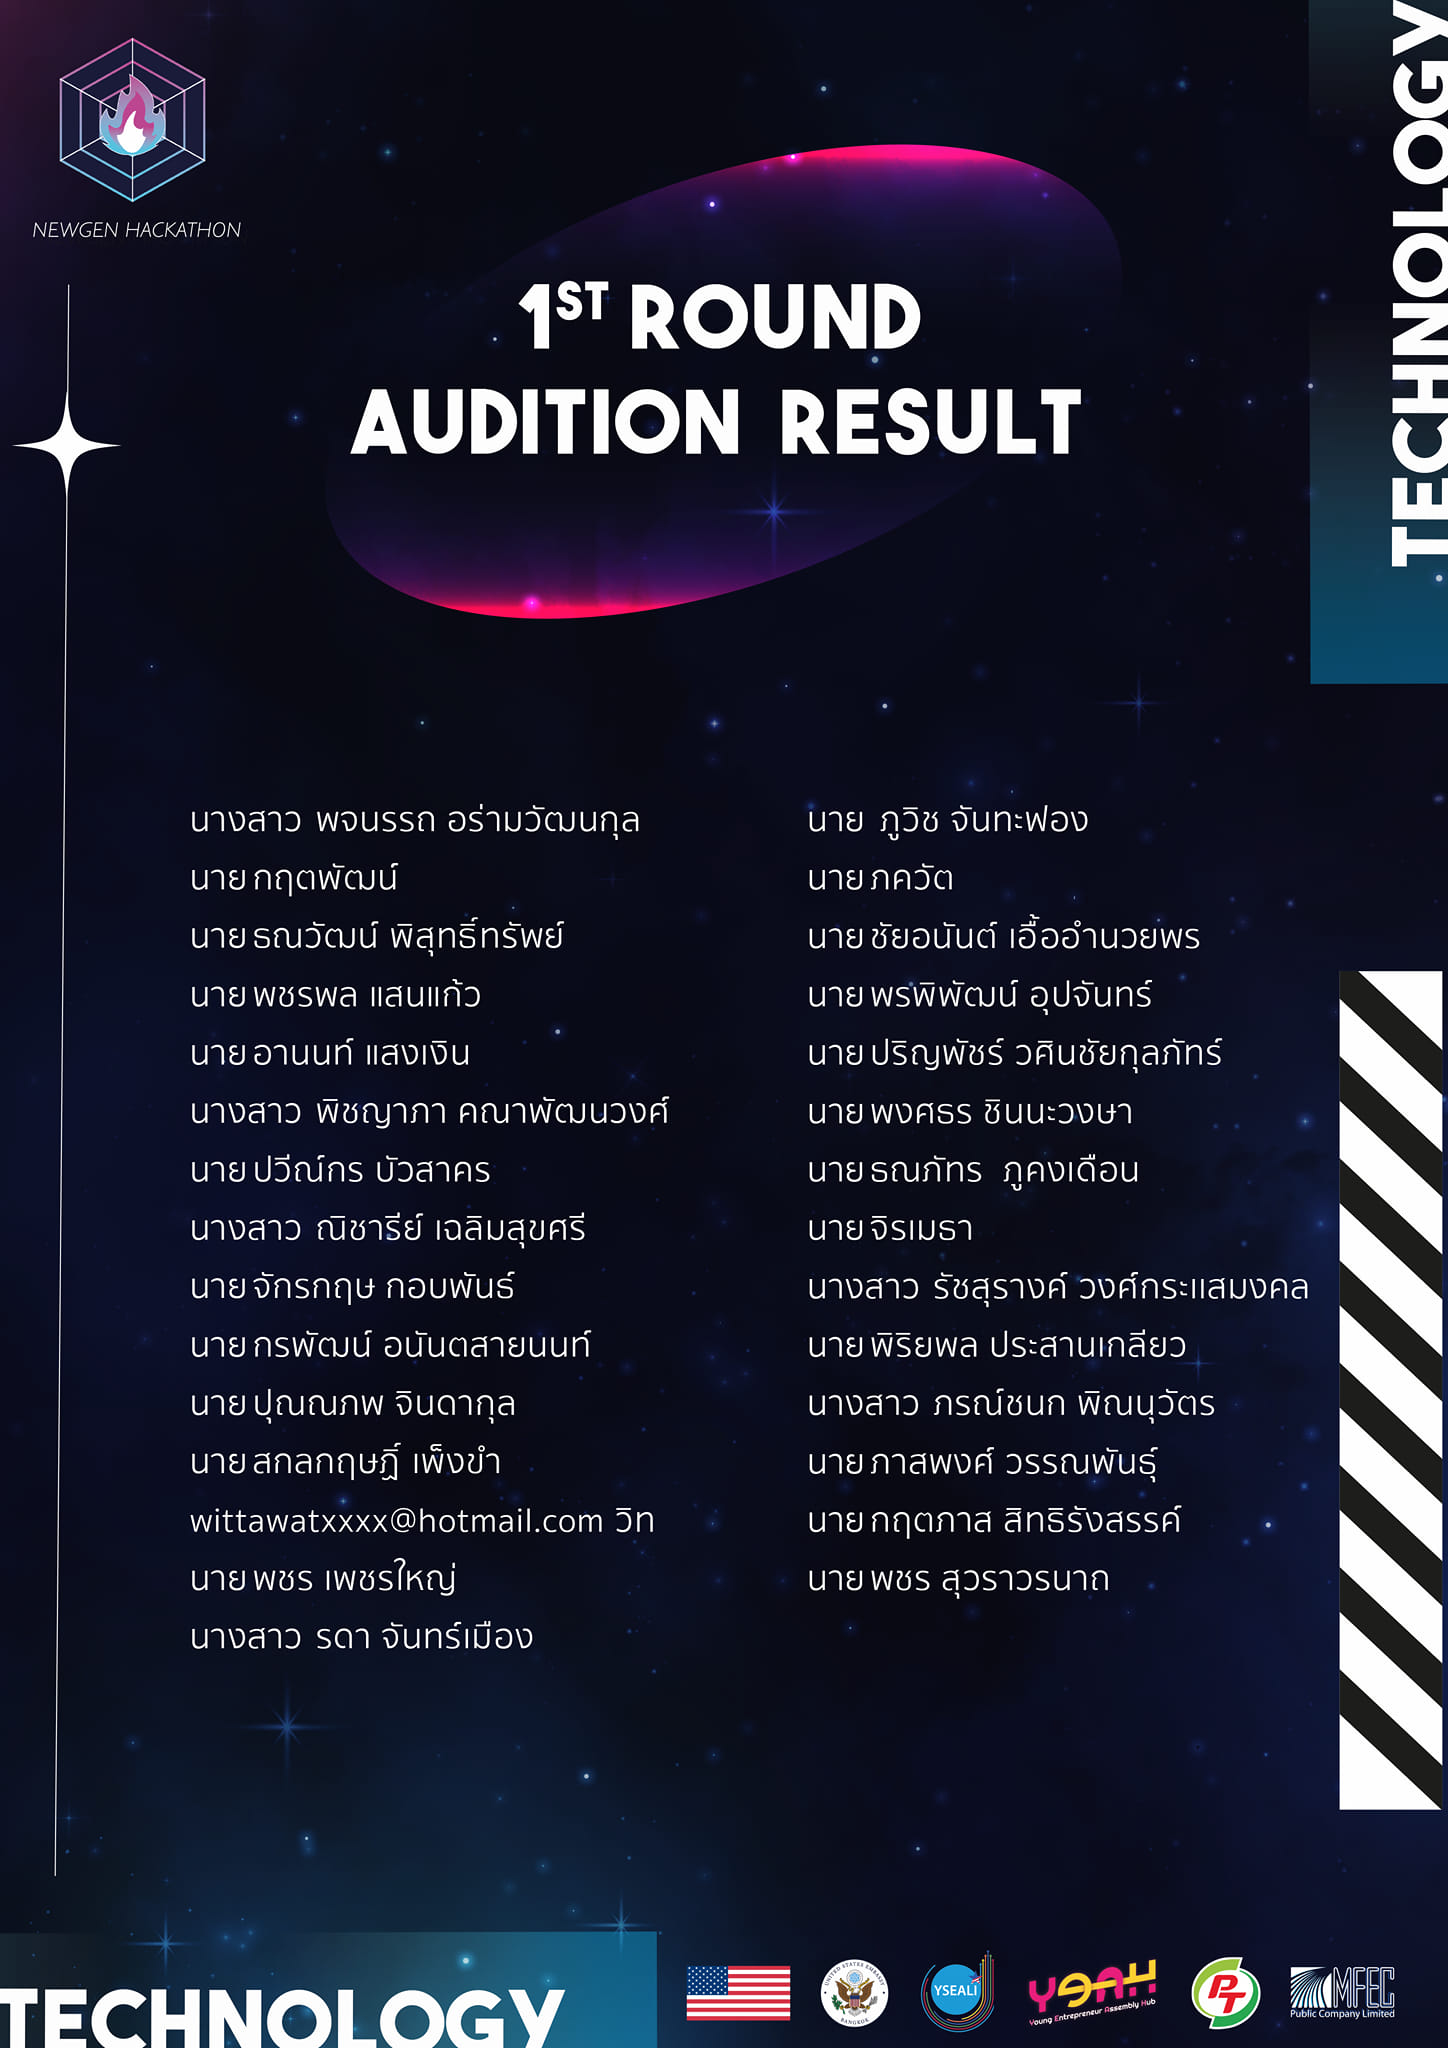 NEWGEN HACKATHON
TECHNOLOGY
1ST ROUND
AUDITION RESULT
นางสาว พจนรรถ อร่ามวัฒนกุล
นาย กฤตพัฒน์
นาย ธณวัฒน์ พิสุทธิ์ทรัพย์
นาย พชรพล แสนแก้ว
นาย อานนท์ แสงเงิน
นางสาว พิชญาภา คณาพัฒนวงศ์
นาย ปวีณ์กร บัวสาคร
นางสาว ณิชารีย์ เฉลิมสุขศรี
นาย จักรกฤษ กอบพันธ์
นาย กรพัฒน์ อนันตสายนนท์
นาย ปุณณภพ จินดากุล
นาย สกลกฤษฏิ์ เพ็งขำ
wittawatxxxx@hotmail.com วิท
นาย พชร เพชรใหญ่
นางสาว รดา จันทร์เมือง
นาย ภูวิช จันทะฟอง
นาย ภควัต
นาย ชัยอนันต์ เอื้ออำนวยพร
นาย พรพิพัฒน์ อุปจันทร์
นาย ปริญพัชร์ วศินชัยกุลภัทร์
นาย พงศธร ชินนะวงษา
นาย ธณภัทร ภูคงเดือน
นาย จิรเมธา
นางสาว รัชสุรางค์ วงศ์กระแสมงคล
นาย พิริยพล ประสานเกลียว
นางสาว ภรณ์ชนก พิณนุวัตร
นาย ภาสพงศ์ วรรณพันธุ์
นาย กฤตภาส สิทธิรังสรรค์
นาย พชร สุวราวรนาถ
TECHNOLOGY
UNITED STATES EMBASSY
BANGKOK
YSEALI
YEAH
Young Entrepreneur Assembly Hub
PT
MFEC
Public Company Limited